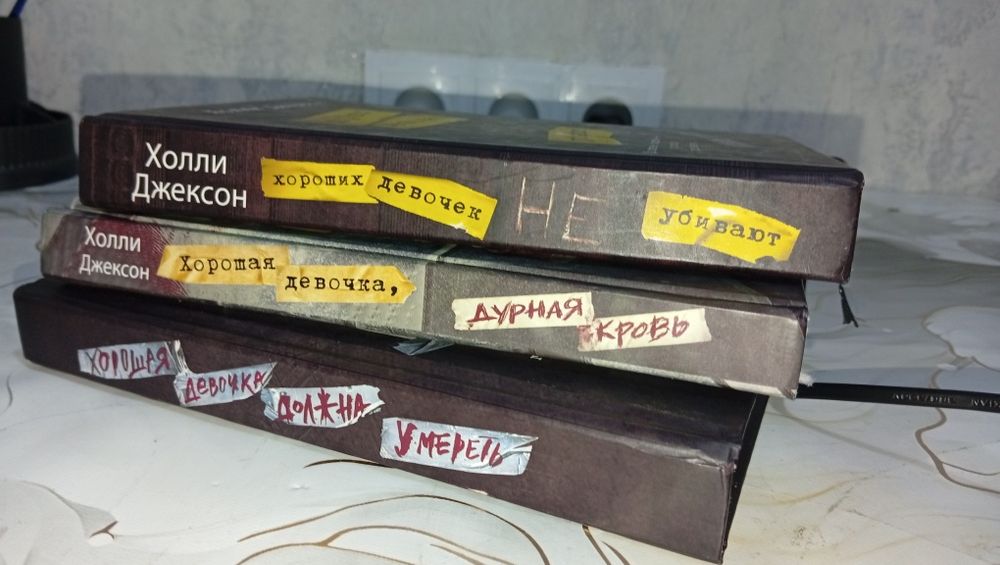 Холли
Джексон
хороших девочек НЕ убивают
Холли
Джексон
Хорошая девочка, ДУРНАЯ КРОВЬ
ХОРОШАЯ ДЕВОЧКА ДОЛЖНА УМЕРЕТЬ